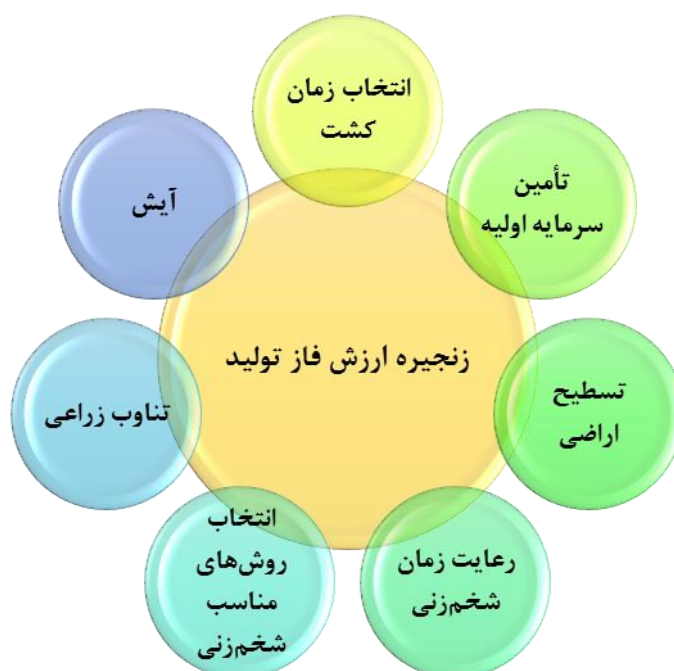 انتخاب زمان
کشت
تأمین
سرمایه اولیه
تسطیح
اراضی
رعایت زمان
شخم‌زنی
انتخاب
روش‌های
مناسب
شخم‌زنی
تناوب زراعی
آیش
زنجیره ارزش فاز تولید